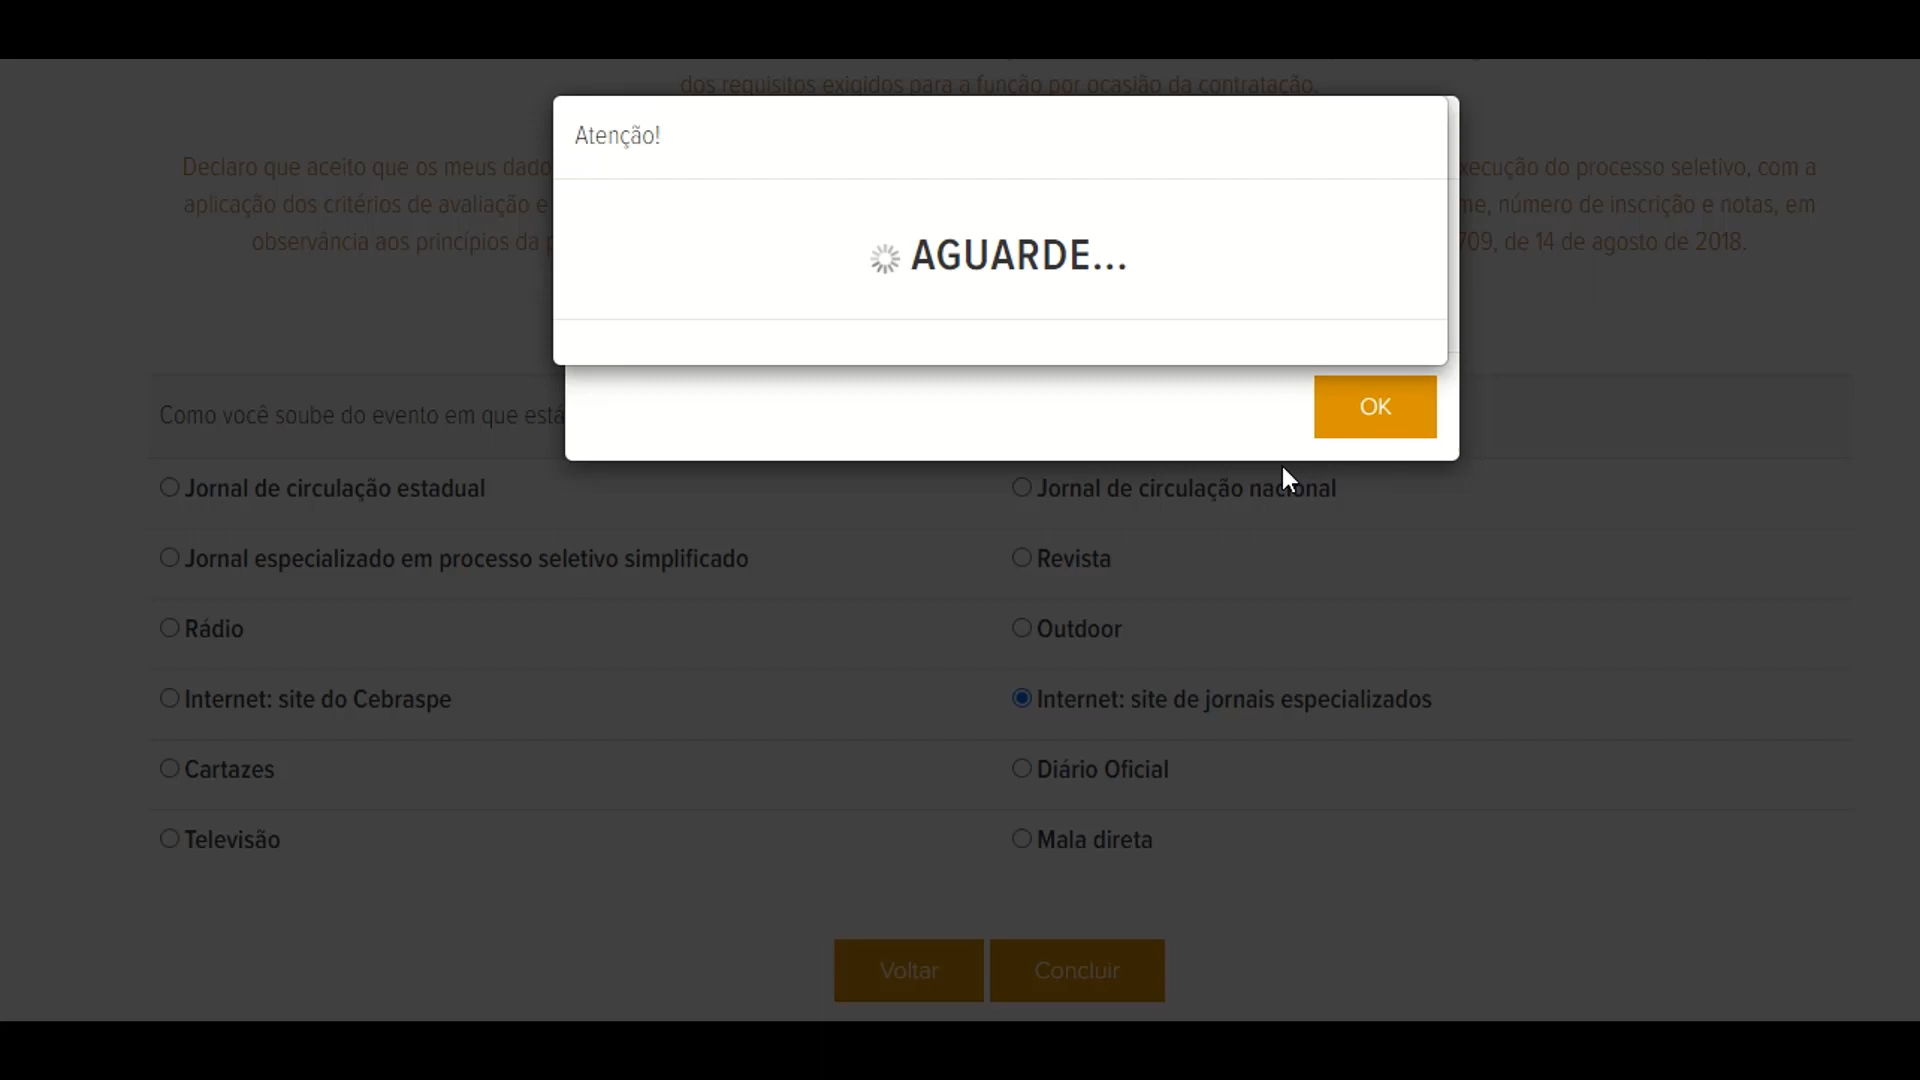 dos requisitos exigidos para a função por ocasião da contratação.
Atenção!
Declaro que aceito que os meus dado
xecução do processo seletivo, com a
aplicação dos critérios de avaliação e
me, número de inscrição e notas, em
observância aos princípios da
709, de 14 de agosto de 2018.
AGUARDE...
OK
Como você soube do evento em que está
Jornal de circulação estadual
Jornal de circulação nacional
Jornal especializado em processo seletivo simplificado
Revista
Rádio
Outdoor
Internet: site do Cebraspe
Internet: site de jornais especializados
Cartazes
Diário Oficial
Televisão
Mala direta
Voltar
Concluir